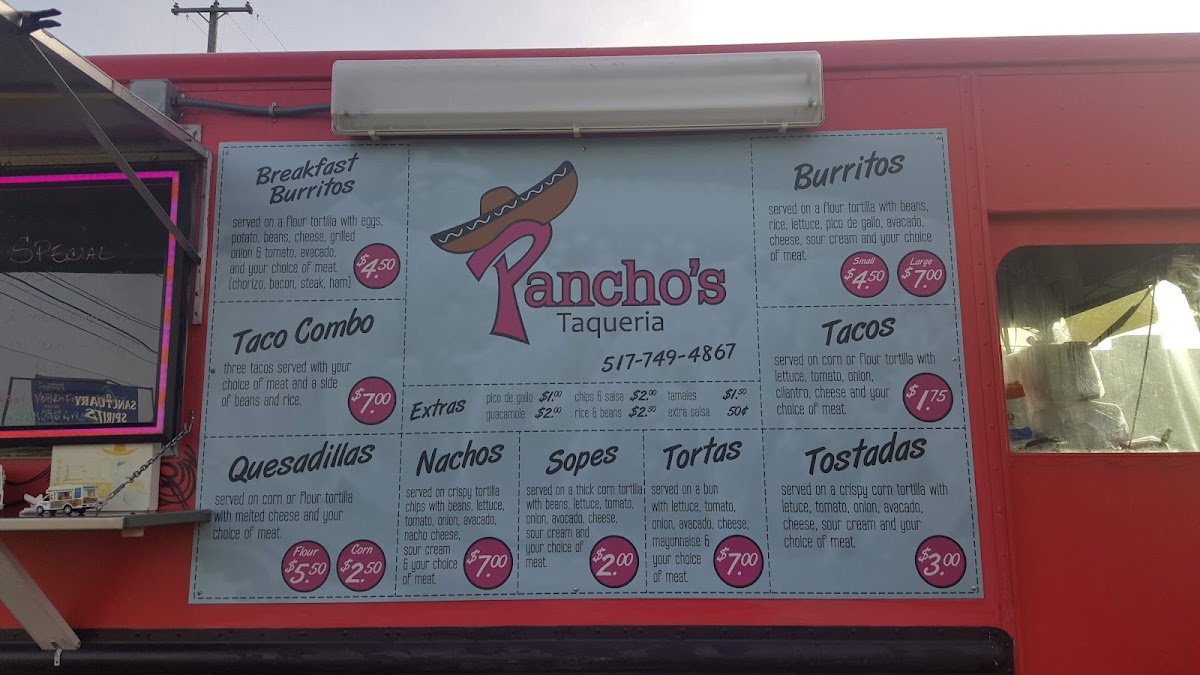 SPECIAL
SANCTUARY
SPIRITS
Breakfast
Burritos
served on a flour tortilla with eggs,
potato, beans, cheese, grilled
onion & tomato, avacado,
and your choice of meat.
(chorizo, bacon, steak, ham)
$4.50
Taco Combo
three tacos served with your
choice of meat and a side
of beans and rice.
$7.00
Quesadillas
served on corn or flour tortilla
with melted cheese and your
choice of meat.
Flour
$5.50
Corn
$2.50
Pancho's
Taqueria
517-749-4867
Extras
pico de gallo $1.00 chips & salsa $2.00 tamales $1.50
guacamole $2.00 rice & beans $2.50 extra salsa 50¢
Nachos
served on crispy tortilla
chips with beans, lettuce,
tomato, onion, avacado,
nacho cheese,
sour cream
& your choice
of meat.
$7.00
Sopes
served on a thick corn tortilla
with beans, lettuce, tomato,
onion, avocado, cheese,
sour cream and
your choice of
meat.
$2.00
Tortas
served on a bun
with lettuce, tomato,
onion, avacado, cheese,
mayonnaise &
your choice
of meat.
$7.00
Burritos
served on a flour tortilla with beans,
rice, lettuce, pico de gallo, avacado,
cheese, sour cream and your choice
of meat.
Small
$4.50
Large
$7.00
Tacos
served on corn or flour tortilla with
lettuce, tomato, onion,
cilantro, cheese and your
choice of meat.
$1.75
Tostadas
served on a crispy corn tortilla with
lettuce, tomato, onion, avacado,
cheese, sour cream and your
choice of meat.
$3.00